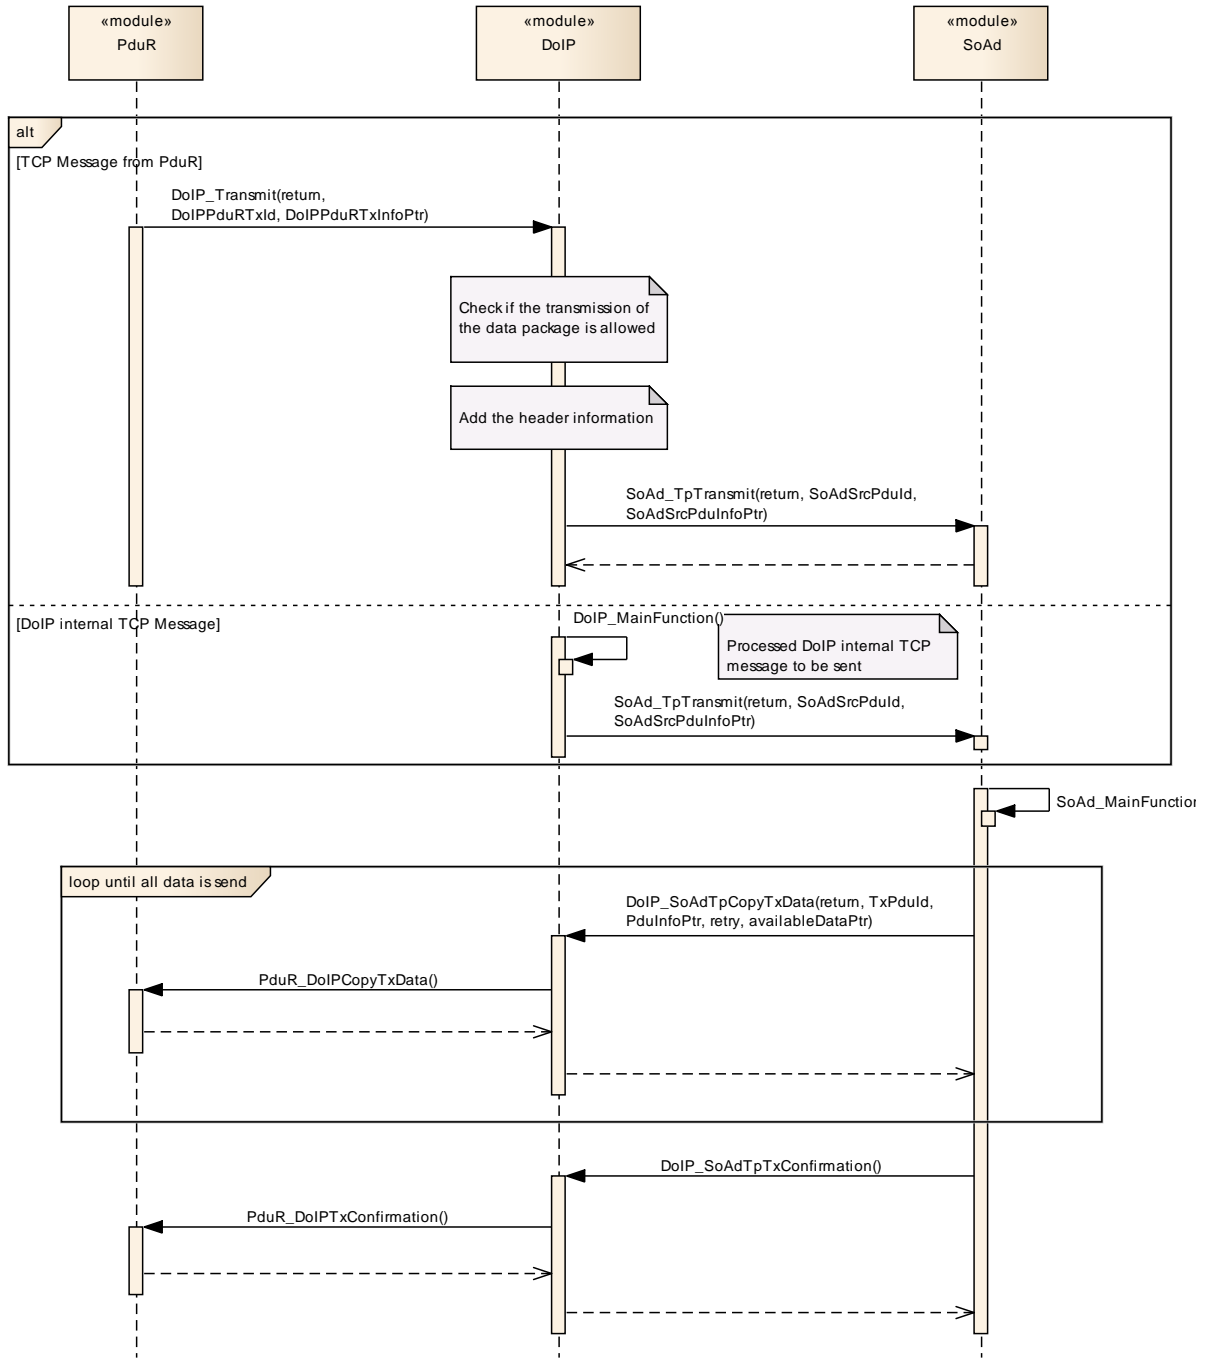 «module»
PduR
«module»
DoIP
«module»
SoAd
alt
[TCP Message from PduR]
DoIP_Transmit(return,
DoIPPduRTxId, DoIPPduRTxInfoPtr)
Check if the transmission of
the data package is allowed
Add the header information
SoAd_TpTransmit(return, SoAdSrcPduId,
SoAdSrcPduInfoPtr)
[DoIP internal TCP Message]
DoIP_MainFunction()
Processed DoIP internal TCP
message to be sent
SoAd_TpTransmit(return, SoAdSrcPduId,
SoAdSrcPduInfoPtr)
SoAd_MainFunction
loop until all data is send
DoIP_SoAdTpCopyTxData(return, TxPduId,
PduInfoPtr, retry, availableDataPtr)
PduR_DoIPCopyTxData()
DoIP_SoAdTpTxConfirmation()
PduR_DoIPTxConfirmation()